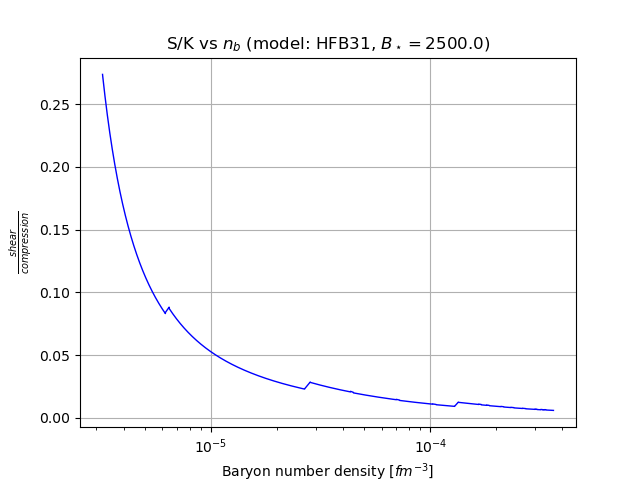 S/K vs n_b (model: HFB31, B⋆ = 2500.0)
0.25
0.20
0.15
0.10
0.05
0.00
shear
compression
10⁻⁵ 10⁻⁴
Baryon number density [fm⁻³]